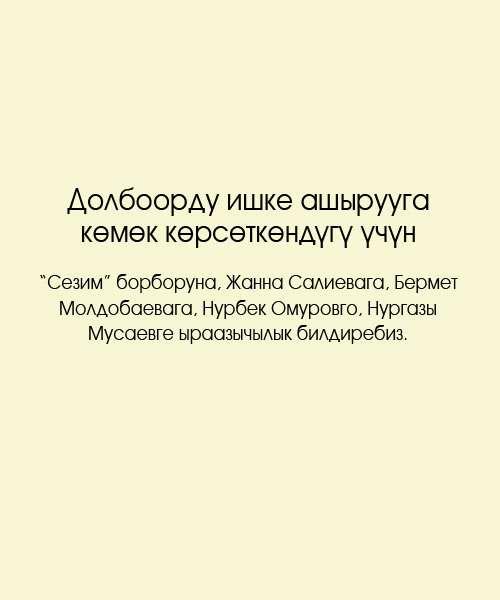 Долбоорду ишке ашырууга
көмөк көрсөткөндүгү үчүн
“Сезим” борборуна, Жанна Салиевага, Бермет
Молдобаевага, Нурбек Омуровго, Нургазы
Мусаевге ыраазычылык билдиребиз.